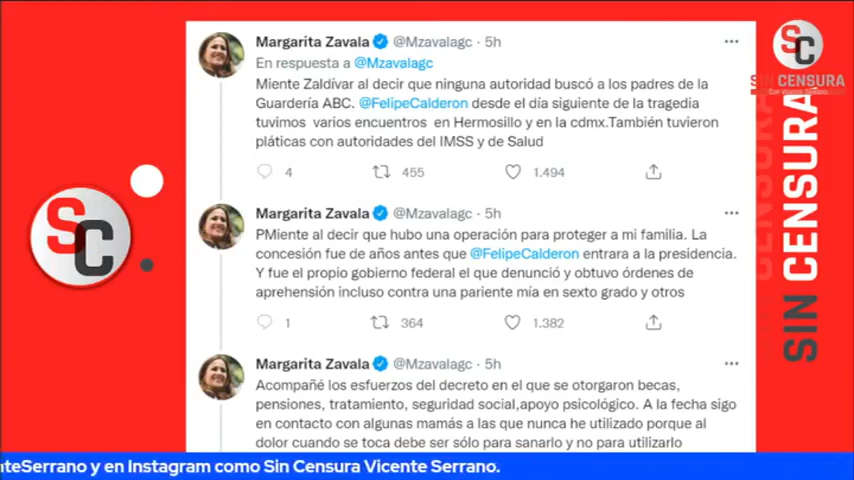 Margarita Zavala @Mzavalagc · 5h
En respuesta a @Mzavalagc
Miente Zaldívar al decir que ninguna autoridad buscó a los padres de la
Guardería ABC. @FelipeCalderon desde el día siguiente de la tragedia
tuvimos varios encuentros en Hermosillo y en la cdmx.También tuvieron
pláticas con autoridades del IMSS y de Salud
4 455 1.494
Margarita Zavala @Mzavalagc · 5h
PMiente al decir que hubo una operación para proteger a mi familia. La
concesión fue de años antes que @FelipeCalderon entrara a la presidencia.
Y fue el propio gobierno federal el que denunció y obtuvo órdenes de
aprehensión incluso contra una pariente mía en sexto grado y otros
1 364 1.382
Margarita Zavala @Mzavalagc · 5h
Acompañé los esfuerzos del decreto en el que se otorgaron becas,
pensiones, tratamiento, seguridad social,apoyo psicológico. A la fecha sigo
en contacto con algunas mamás a las que nunca he utilizado porque al
dolor cuando se toca debe ser sólo para sanarlo y no para utilizarlo
SC
SC
SIN CENSURA
Con Vicente Serrano
SIN CENSURA
SIN CENSURA
nteSerrano y en Instagram como Sin Censura Vicente Serrano.